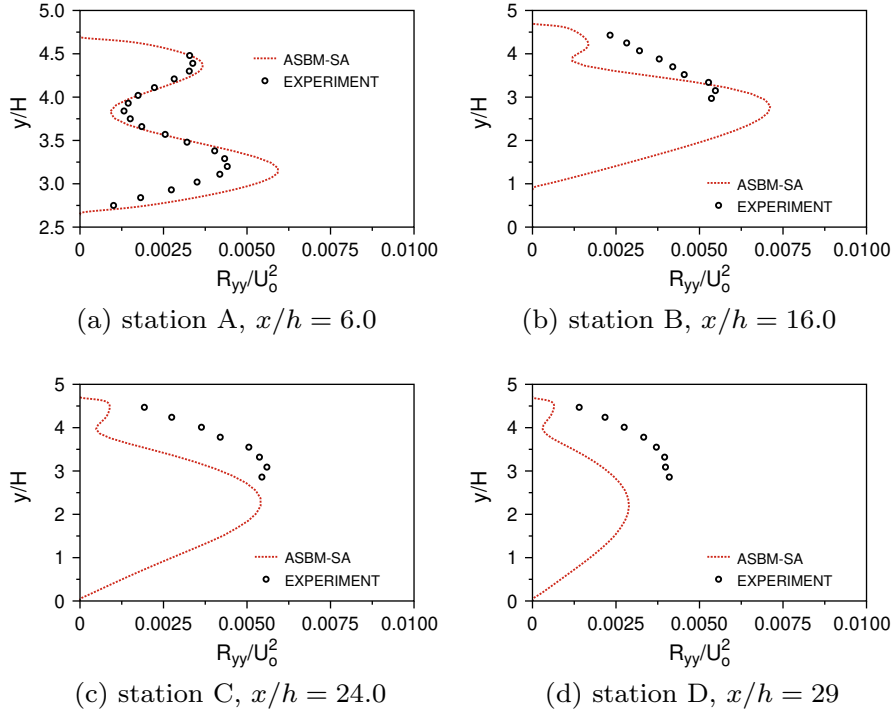 5.0
4.5
4.0
3.5
3.0
2.5
y/H
ASBM-SA
EXPERIMENT
0 0.0025 0.0050 0.0075 0.0100
R_yy/U_o^2
(a) station A, x/h = 6.0
5
4
3
2
1
0
y/H
ASBM-SA
EXPERIMENT
0 0.0025 0.0050 0.0075 0.0100
R_yy/U_o^2
(b) station B, x/h = 16.0
5
4
3
2
1
0
y/H
ASBM-SA
EXPERIMENT
0 0.0025 0.0050 0.0075 0.0100
R_yy/U_o^2
(c) station C, x/h = 24.0
5
4
3
2
1
0
y/H
ASBM-SA
EXPERIMENT
0 0.0025 0.0050 0.0075 0.0100
R_yy/U_o^2
(d) station D, x/h = 29